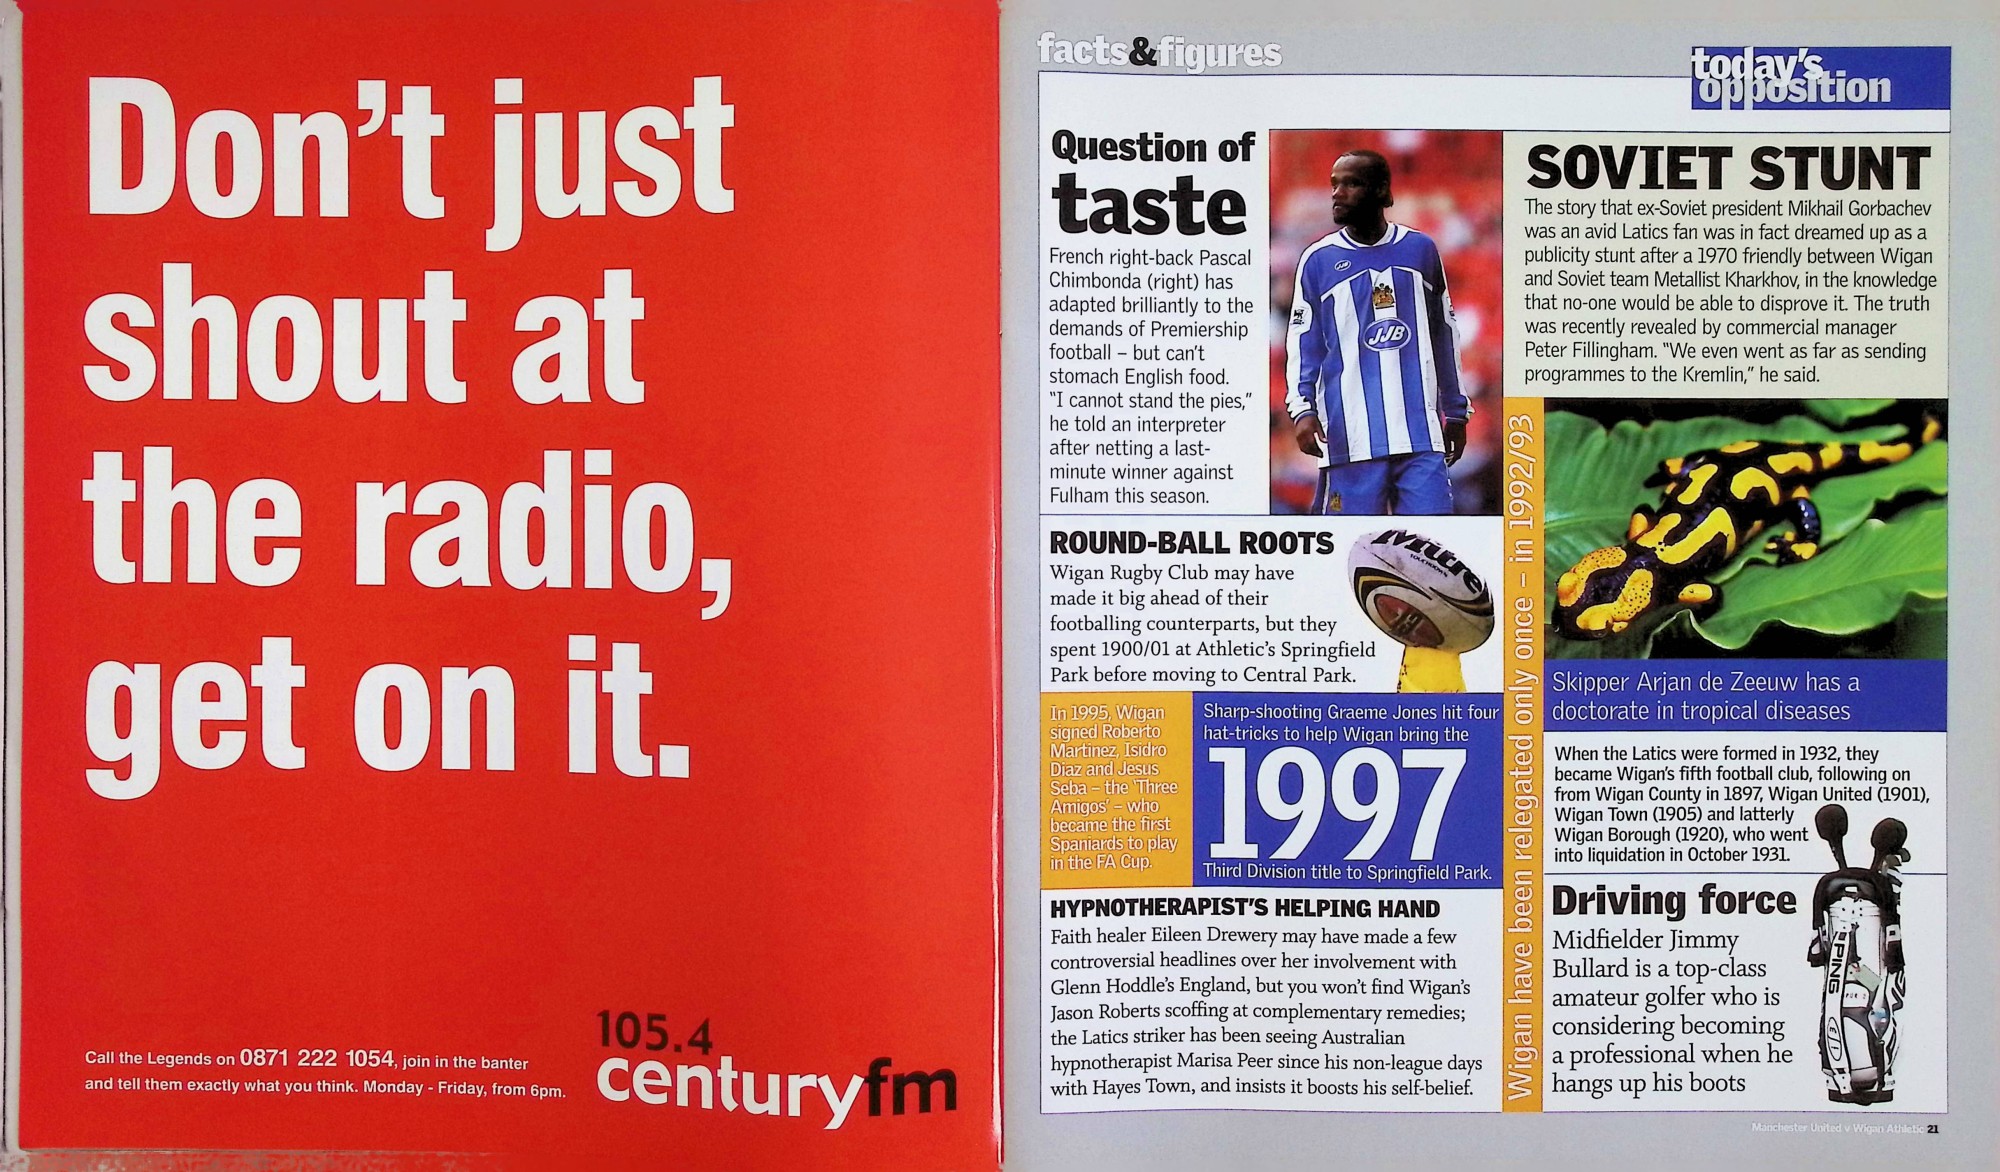 Don't just
shout at
the radio,
get on it.
Call the Legends on 0871 222 1054, join in the banter
and tell them exactly what you think. Monday - Friday, from 6pm.
105.4
centuryfm
facts&figures
today's
opposition
Question of
taste
French right-back Pascal
Chimbonda (right) has
adapted brilliantly to the
demands of Premiership
football – but can't
stomach English food.
"I cannot stand the pies,"
he told an interpreter
after netting a last-
minute winner against
Fulham this season.
JJB
JJB
SOVIET STUNT
The story that ex-Soviet president Mikhail Gorbachev
was an avid Latics fan was in fact dreamed up as a
publicity stunt after a 1970 friendly between Wigan
and Soviet team Metallist Kharkhov, in the knowledge
that no-one would be able to disprove it. The truth
was recently revealed by commercial manager
Peter Fillingham. "We even went as far as sending
programmes to the Kremlin," he said.
ROUND-BALL ROOTS
Wigan Rugby Club may have
made it big ahead of their
footballing counterparts, but they
spent 1900/01 at Athletic's Springfield
Park before moving to Central Park.
Mitre
In 1995, Wigan
signed Roberto
Martinez, Isidro
Diaz and Jesus
Seba – the 'Three
Amigos' – who
became the first
Spaniards to play
in the FA Cup.
Sharp-shooting Graeme Jones hit four
hat-tricks to help Wigan bring the
1997
Third Division title to Springfield Park.
HYPNOTHERAPIST'S HELPING HAND
Faith healer Eileen Drewery may have made a few
controversial headlines over her involvement with
Glenn Hoddle's England, but you won't find Wigan's
Jason Roberts scoffing at complementary remedies;
the Latics striker has been seeing Australian
hypnotherapist Marisa Peer since his non-league days
with Hayes Town, and insists it boosts his self-belief.
Wigan have been relegated only once – in 1992/93
Skipper Arjan de Zeeuw has a
doctorate in tropical diseases
When the Latics were formed in 1932, they
became Wigan's fifth football club, following on
from Wigan County in 1897, Wigan United (1901),
Wigan Town (1905) and latterly
Wigan Borough (1920), who went
into liquidation in October 1931.
Driving force
Midfielder Jimmy
Bullard is a top-class
amateur golfer who is
considering becoming
a professional when he
hangs up his boots
PING
Manchester United v Wigan Athletic 21